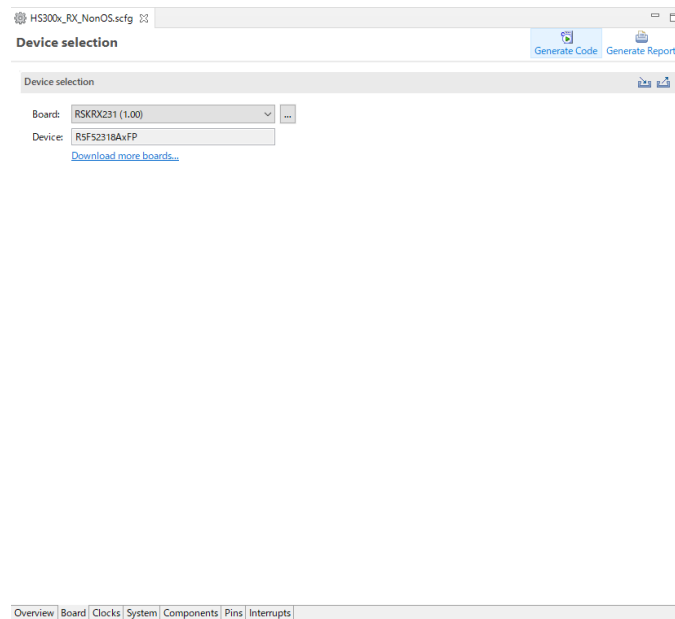 HS300x_RX_NonOS.scfg
Device selection
Generate Code Generate Report
Device selection
Board: RSKRX231 (1.00) ...
Device: R5F52318AxFP
Download more boards...
Overview Board Clocks System Components Pins Interrupts